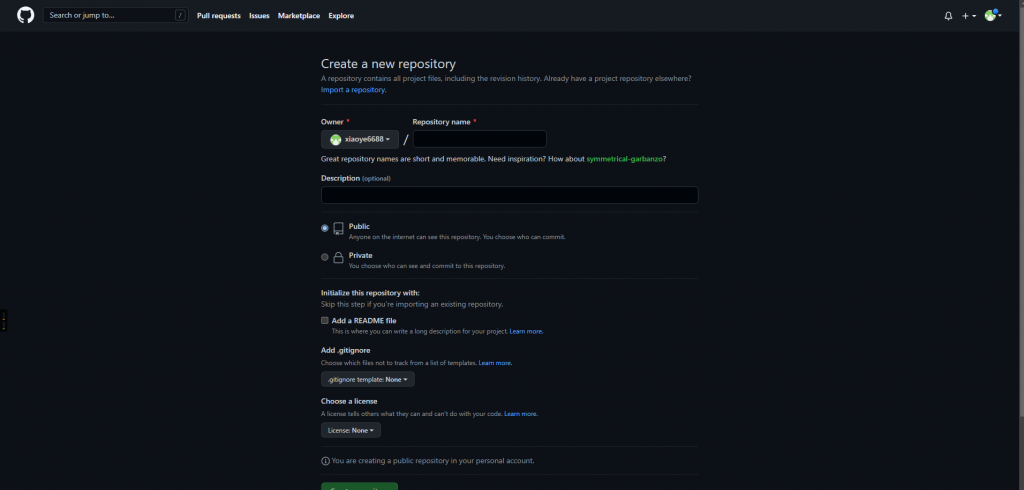 Search or jump to... /
Pull requests Issues Marketplace Explore
Create a new repository
A repository contains all project files, including the revision history. Already have a project repository elsewhere?
Import a repository.
Owner * Repository name *
xiaoye6688 /
Great repository names are short and memorable. Need inspiration? How about symmetrical-garbanzo?
Description (optional)
Public
Anyone on the internet can see this repository. You choose who can commit.
Private
You choose who can see and commit to this repository.
Initialize this repository with:
Skip this step if you're importing an existing repository.
Add a README file
This is where you can write a long description for your project. Learn more.
Add .gitignore
Choose which files not to track from a list of templates. Learn more.
.gitignore template: None
Choose a license
A license tells others what they can and can't do with your code. Learn more.
License: None
You are creating a public repository in your personal account.